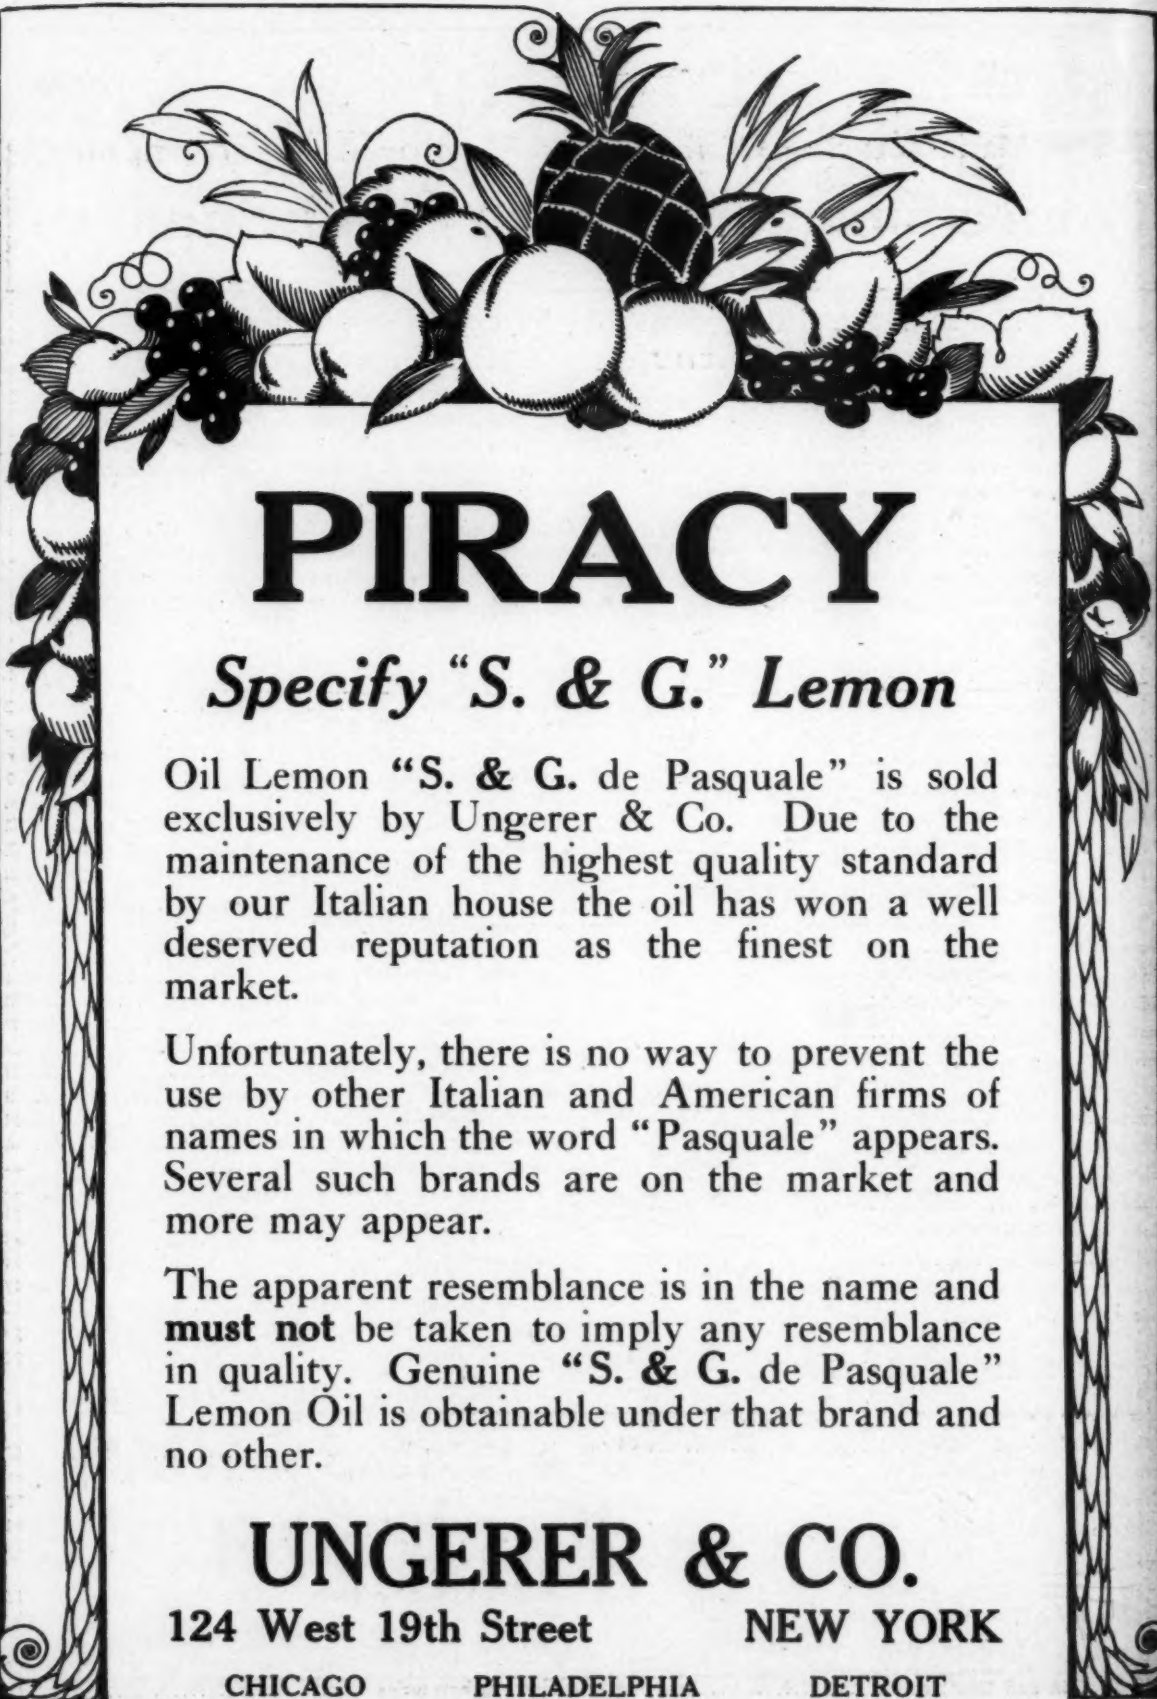 PIRACY
Specify "S. & G." Lemon
Oil Lemon "S. & G. de Pasquale" is sold
exclusively by Ungerer & Co. Due to the
maintenance of the highest quality standard
by our Italian house the oil has won a well
deserved reputation as the finest on the
market.
Unfortunately, there is no way to prevent the
use by other Italian and American firms of
names in which the word "Pasquale" appears.
Several such brands are on the market and
more may appear.
The apparent resemblance is in the name and
must not be taken to imply any resemblance
in quality. Genuine "S. & G. de Pasquale"
Lemon Oil is obtainable under that brand and
no other.
UNGERER & CO.
124 West 19th Street NEW YORK
CHICAGO PHILADELPHIA DETROIT